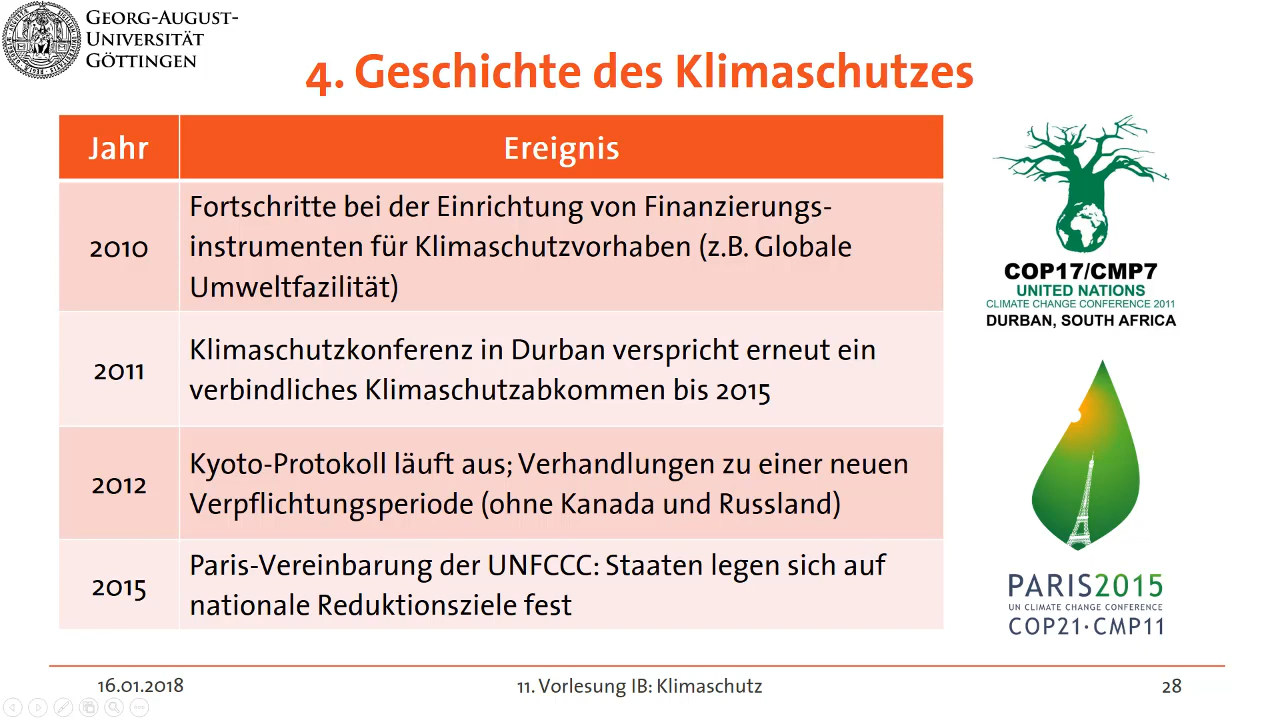 GEORG-AUGUST-
UNIVERSITÄT
GÖTTINGEN
4. Geschichte des Klimaschutzes
Jahr
Ereignis
2010
Fortschritte bei der Einrichtung von Finanzierungs-
instrumenten für Klimaschutzvorhaben (z.B. Globale
Umweltfazilität)
2011
Klimaschutzkonferenz in Durban verspricht erneut ein
verbindliches Klimaschutzabkommen bis 2015
2012
Kyoto-Protokoll läuft aus; Verhandlungen zu einer neuen
Verpflichtungsperiode (ohne Kanada und Russland)
2015
Paris-Vereinbarung der UNFCCC: Staaten legen sich auf
nationale Reduktionsziele fest
COP17/CMP7
UNITED NATIONS
CLIMATE CHANGE CONFERENCE 2011
DURBAN, SOUTH AFRICA
PARIS2015
UN CLIMATE CHANGE CONFERENCE
COP21·CMP11
16.01.2018
11. Vorlesung IB: Klimaschutz
28